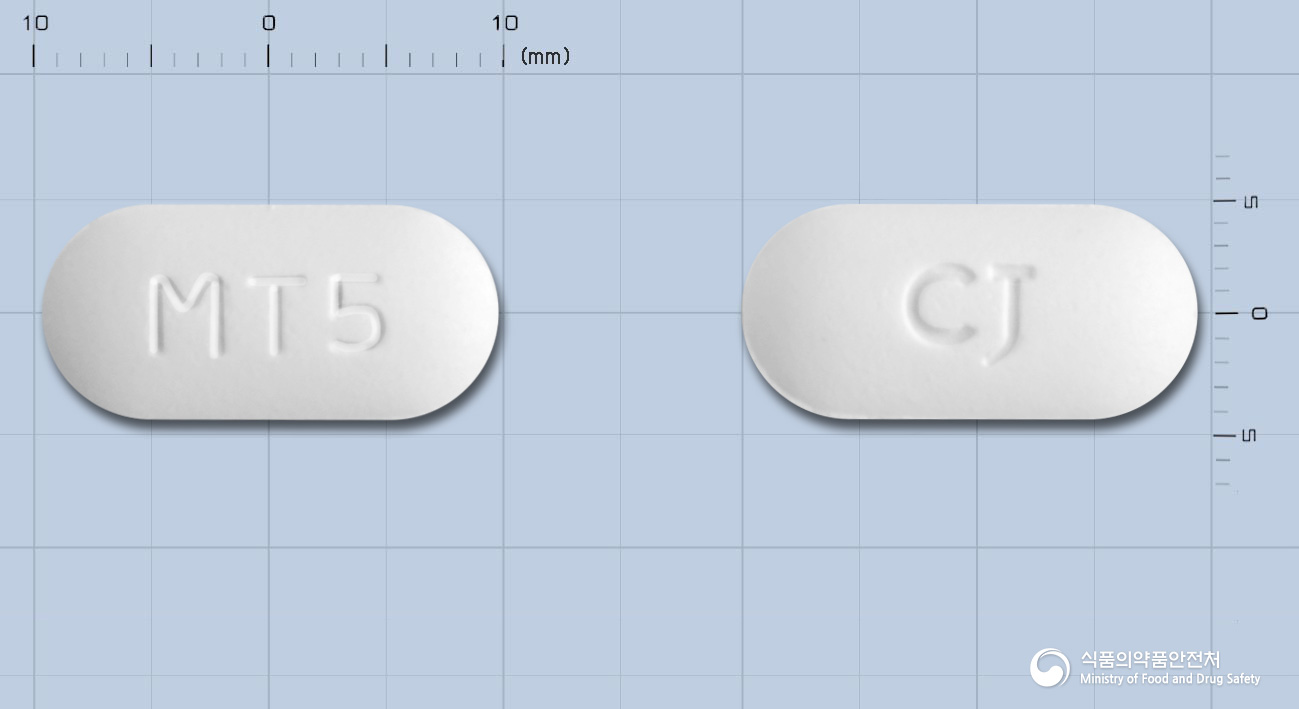 10 0 10 (mm)
MT5
CJ
5
0
5
식품의약품안전처
Ministry of Food and Drug Safety